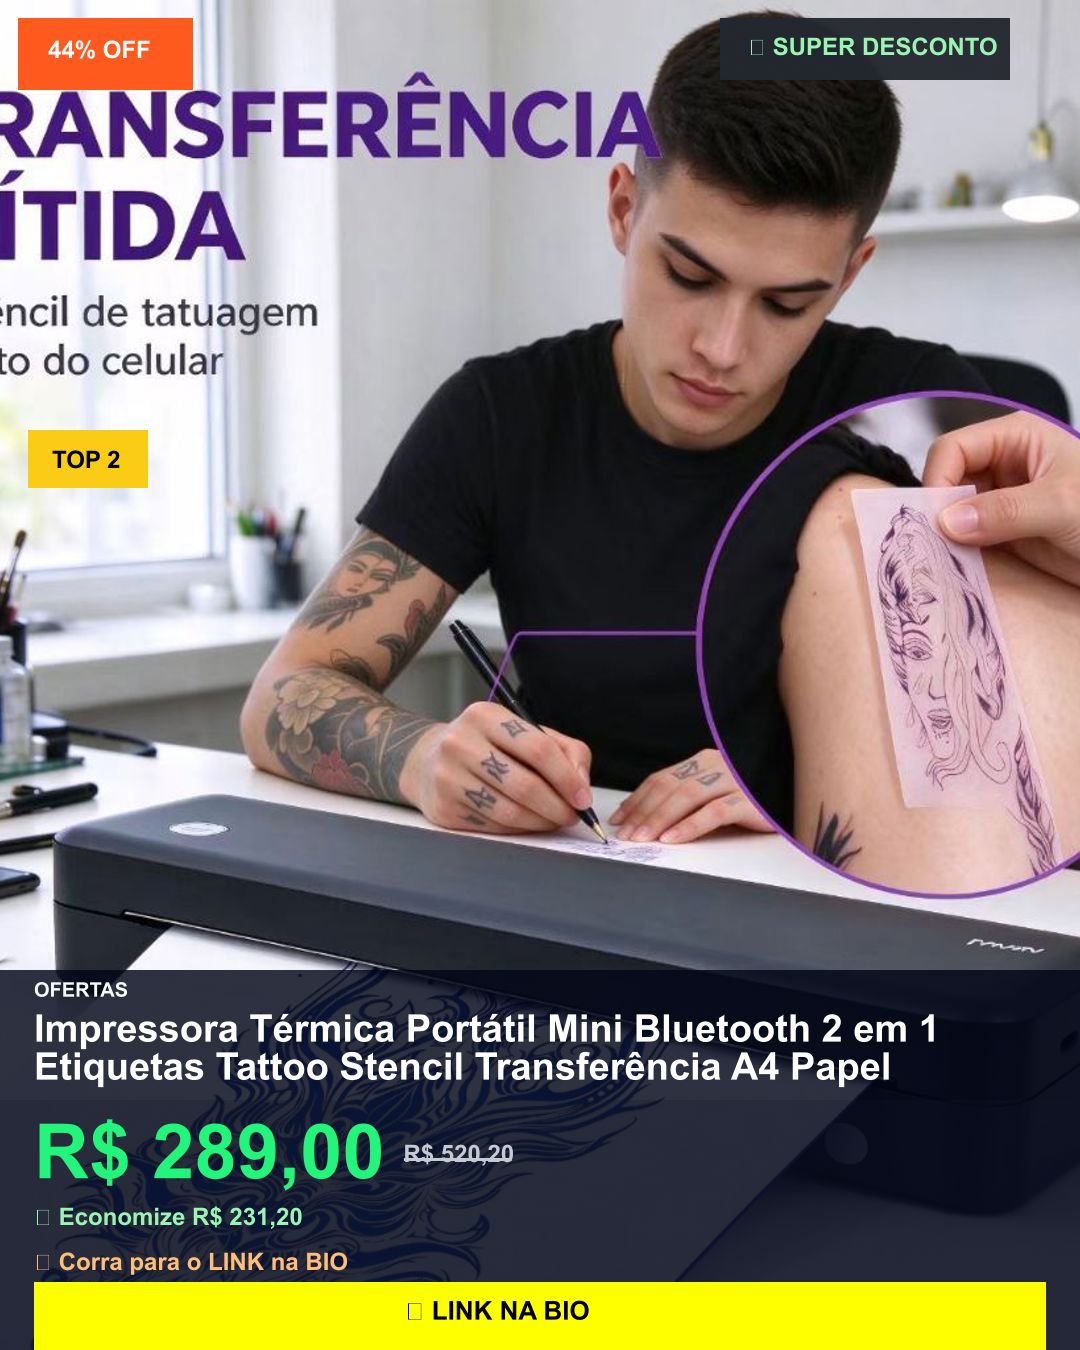 44% OFF
SUPER DESCONTO
RANSFERÊNCIA
ÍTIDA
êncil de tatuagem
to do celular
TOP 2
OFERTAS
Impressora Térmica Portátil Mini Bluetooth 2 em 1
Etiquetas Tattoo Stencil Transferência A4 Papel
R$ 289,00 R$ 520,20
Economize R$ 231,20
Corra para o LINK na BIO
LINK NA BIO